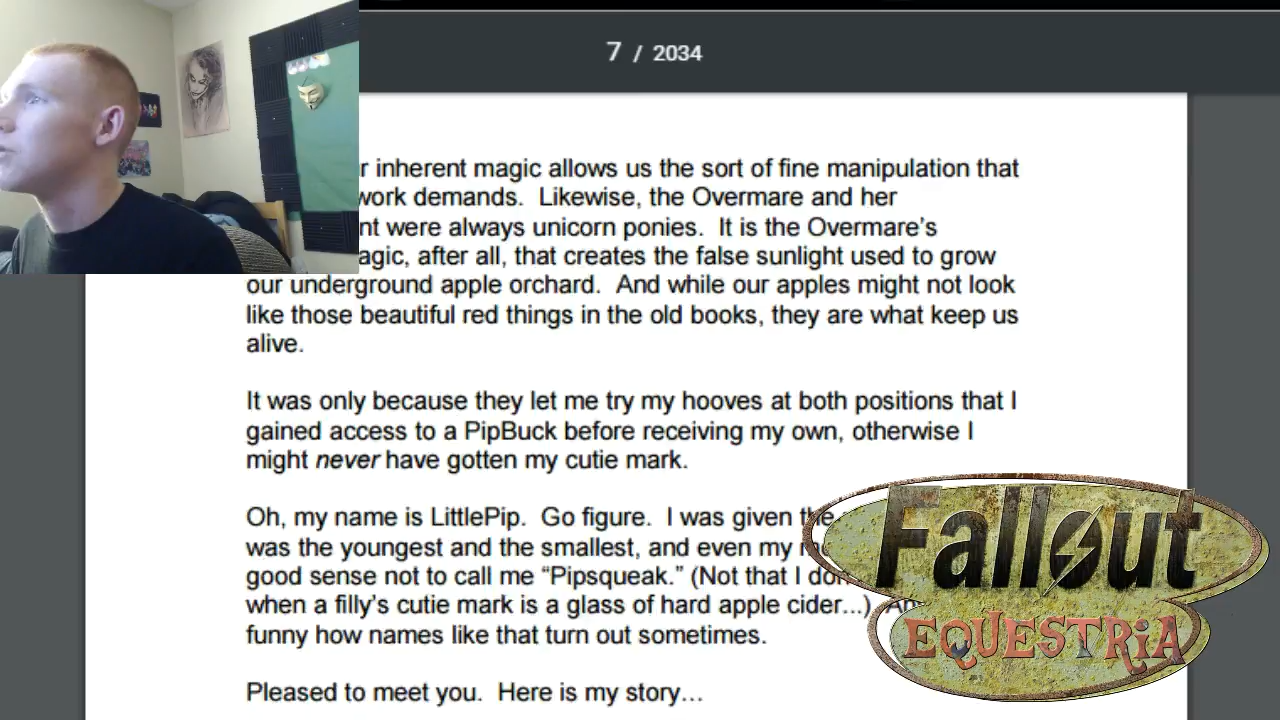 7 / 2034
inherent magic allows us the sort of fine manipulation that
work demands.  Likewise, the Overmare and her
were always unicorn ponies.  It is the Overmare’s
after all, that creates the false sunlight used to grow
our underground apple orchard.  And while our apples might not look
like those beautiful red things in the old books, they are what keep us
alive.
It was only because they let me try my hooves at both positions that I
gained access to a PipBuck before receiving my own, otherwise I
might never have gotten my cutie mark.
Oh, my name is LittlePip.  Go figure.  I was given the
was the youngest and the smallest, and even my
good sense not to call me “Pipsqueak.” (Not that I
when a filly’s cutie mark is a glass of hard apple cider...)
funny how names like that turn out sometimes.
Pleased to meet you.  Here is my story...
Fallout
EQUESTRiA